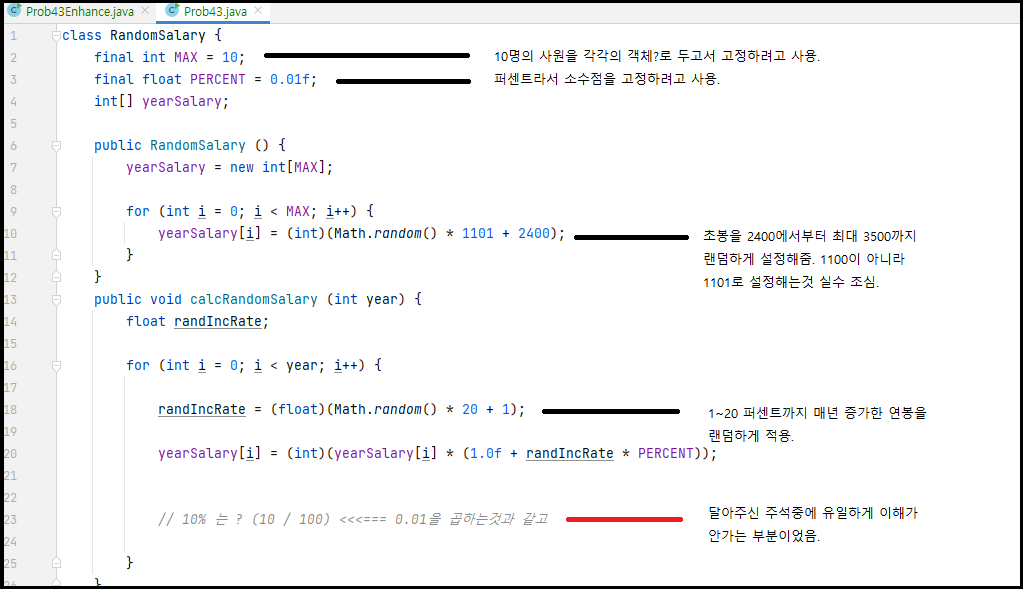 Prob43Enhance.java
Prob43.java
1 class RandomSalary {
2 final int MAX = 10; 10명의 사원을 각각의 객체?로 두고서 고정하려고 사용.
3 final float PERCENT = 0.01f; 퍼센트라서 소수점을 고정하려고 사용.
4 int[] yearSalary;
5
6 public RandomSalary () {
7 yearSalary = new int[MAX];
8
9 for (int i = 0; i < MAX; i++) {
10 yearSalary[i] = (int)(Math.random() * 1101 + 2400); 초봉을 2400에서부터 최대 3500까지
11 } 랜덤하게 설정해줌. 1100이 아니라
12 } 1101로 설정해는것 실수 조심.
13 public void calcRandomSalary (int year) {
14 float randIncRate;
15
16 for (int i = 0; i < year; i++) {
17
18 randIncRate = (float)(Math.random() * 20 + 1); 1~20 퍼센트까지 매년 증가한 연봉을
19 랜덤하게 적용.
20 yearSalary[i] = (int)(yearSalary[i] * (1.0f + randIncRate * PERCENT));
21
22
23 // 10% 는 ? (10 / 100) <<<=== 0.01을 곱하는것과 같고 달아주신 주석중에 유일하게 이해가
24 안가는 부분이었음.
25 }
26 }